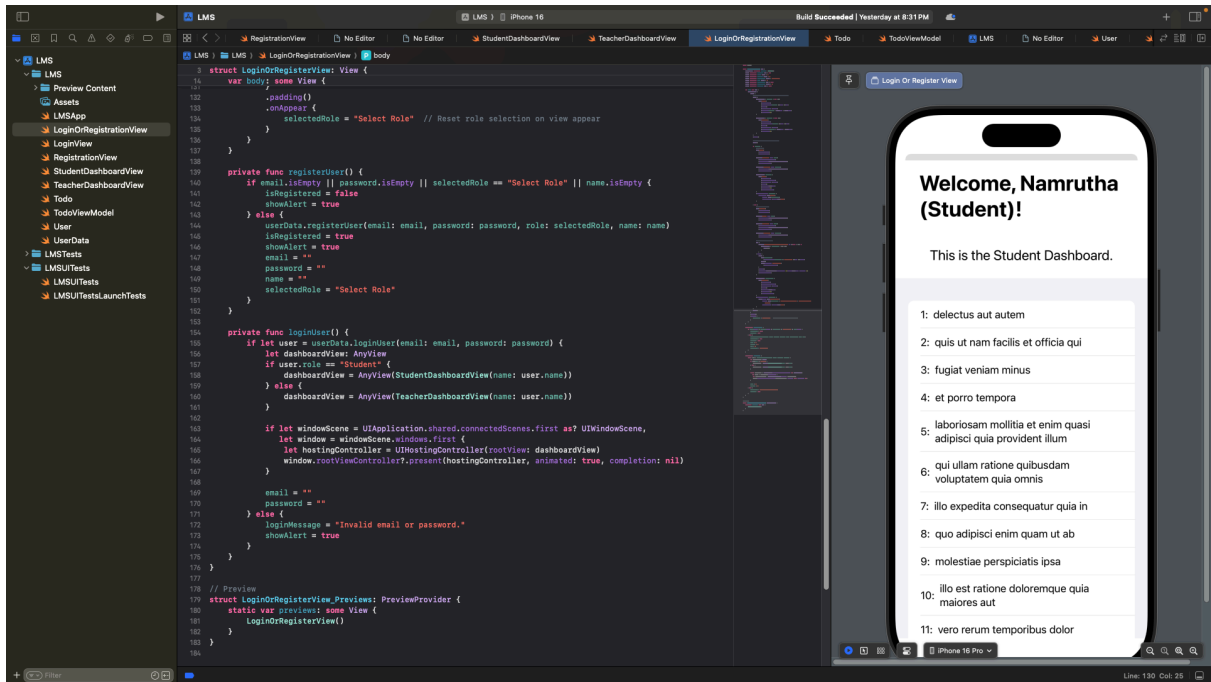 LMS
LMS 〉 iPhone 16
Build Succeeded | Yesterday at 8:31 PM
RegistrationView
No Editor
No Editor
StudentDashboardView
TeacherDashboardView
LoginOrRegistrationView
Todo
TodoViewModel
LMS
No Editor
User
LMS 〉 LMS 〉 LoginOrRegistrationView 〉 P body
LMS
LMS
Preview Content
Assets
LMSApp
LoginOrRegistrationView
LoginView
RegistrationView
StudentDashboardView
TeacherDashboardView
Todo
TodoViewModel
User
UserData
LMSTests
LMSUITests
LMSUITests
LMSUITestsLaunchTests
Filter
3 struct LoginOrRegisterView: View {
14 var body: some View {
131 }
132 .padding()
133 .onAppear {
134 selectedRole = "Select Role" // Reset role selection on view appear
135 }
136 }
137 }
138
139 private func registerUser() {
140 if email.isEmpty || password.isEmpty || selectedRole == "Select Role" || name.isEmpty {
141 isRegistered = false
142 showAlert = true
143 } else {
144 userData.registerUser(email: email, password: password, role: selectedRole, name: name)
145 isRegistered = true
146 showAlert = true
147 email = ""
148 password = ""
149 name = ""
150 selectedRole = "Select Role"
151 }
152 }
153
154 private func loginUser() {
155 if let user = userData.loginUser(email: email, password: password) {
156 let dashboardView: AnyView
157 if user.role == "Student" {
158 dashboardView = AnyView(StudentDashboardView(name: user.name))
159 } else {
160 dashboardView = AnyView(TeacherDashboardView(name: user.name))
161 }
162
163 if let windowScene = UIApplication.shared.connectedScenes.first as? UIWindowScene,
164 let window = windowScene.windows.first {
165 let hostingController = UIHostingController(rootView: dashboardView)
166 window.rootViewController?.present(hostingController, animated: true, completion: nil)
167 }
168
169 email = ""
170 password = ""
171 } else {
172 loginMessage = "Invalid email or password."
173 showAlert = true
174 }
175 }
176 }
177
178 // Preview
179 struct LoginOrRegisterView_Previews: PreviewProvider {
180 static var previews: some View {
181 LoginOrRegisterView()
182 }
183 }
184
Login Or Register View
Welcome, Namrutha
(Student)!
This is the Student Dashboard.
1: delectus aut autem
2: quis ut nam facilis et officia qui
3: fugiat veniam minus
4: et porro tempora
5: laboriosam mollitia et enim quasi
adipisci quia provident illum
6: qui ullam ratione quibusdam
voluptatem quia omnis
7: illo expedita consequatur quia in
8: quo adipisci enim quam ut ab
9: molestiae perspiciatis ipsa
10: illo est ratione doloremque quia
maiores aut
11: vero rerum temporibus dolor
iPhone 16 Pro
Line: 130 Col: 25